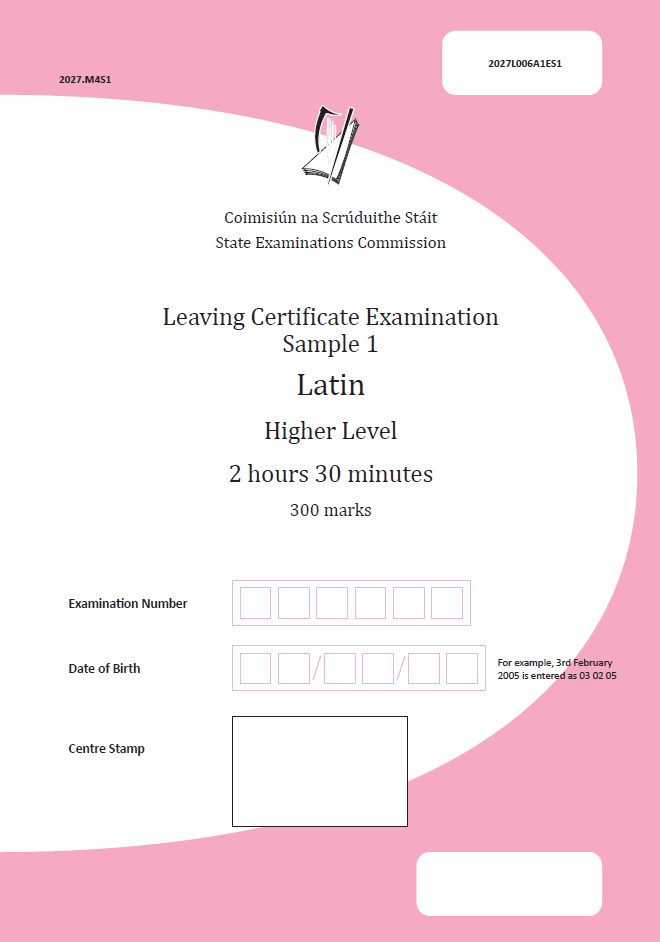 2027.M4S1
2027L006A1ES1
Coimisiún na Scrúduithe Stáit
State Examinations Commission
Leaving Certificate Examination
Sample 1
Latin
Higher Level
2 hours 30 minutes
300 marks
Examination Number
Date of Birth
/ /
For example, 3rd February
2005 is entered as 03 02 05
Centre Stamp